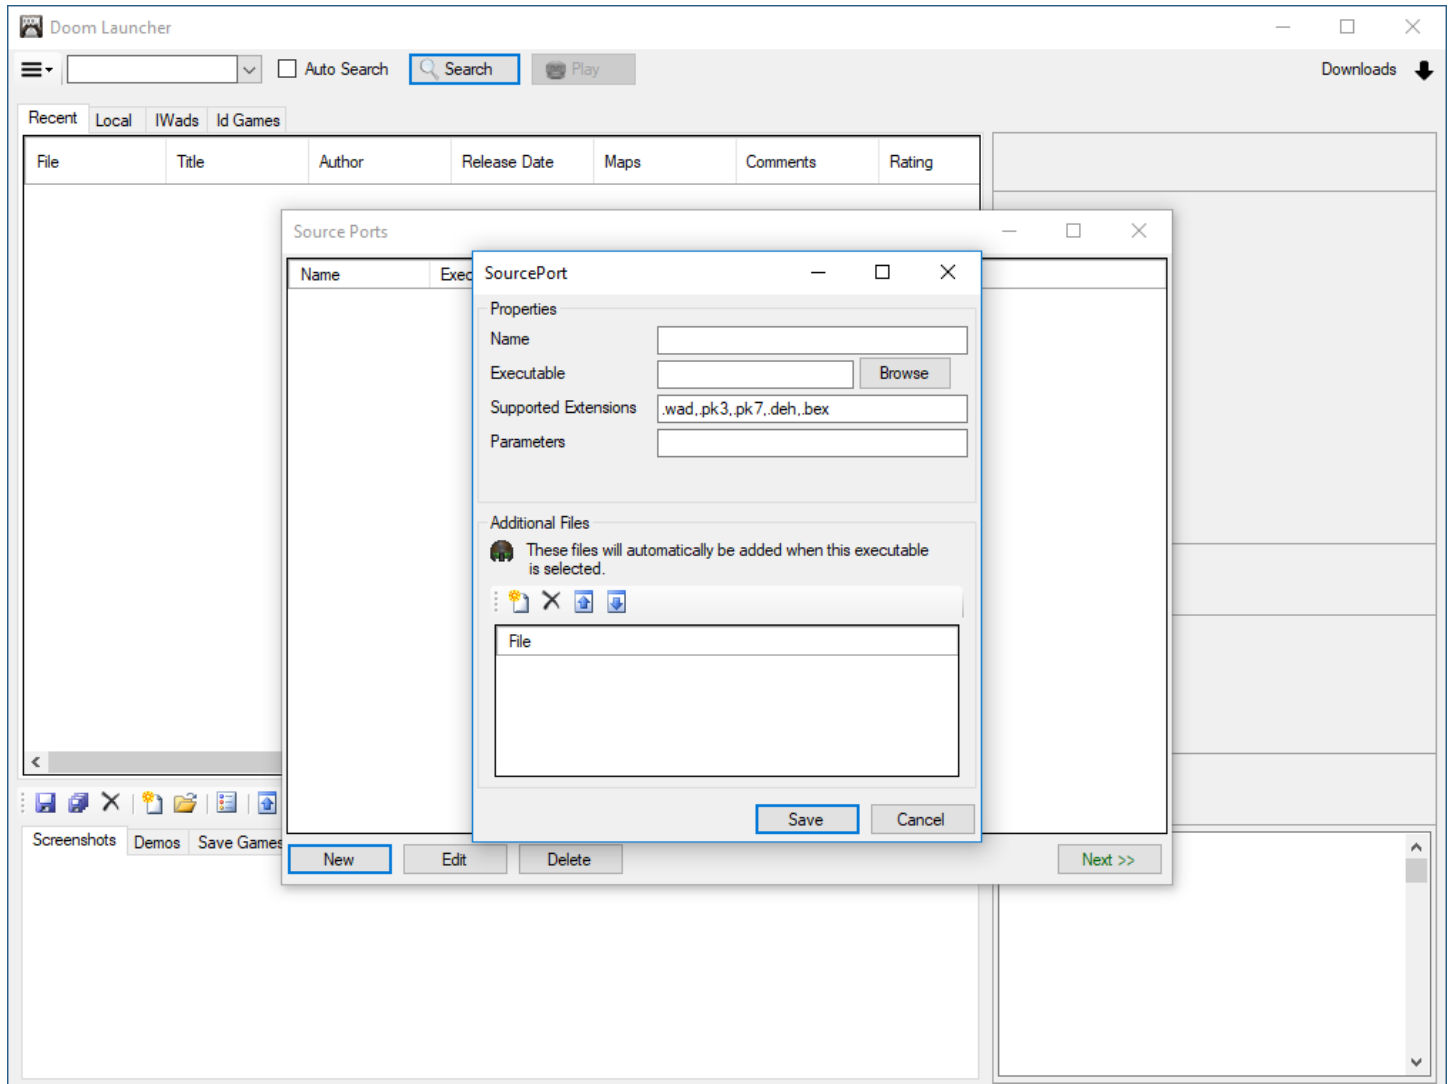 Doom Launcher
Auto Search
Search
Play
Downloads
Recent
Local
IWads
Id Games
File
Title
Author
Release Date
Maps
Comments
Rating
Source Ports
Name
Exec
SourcePort
Properties
Name
Executable
Browse
Supported Extensions
.wad,.pk3,.pk7,.deh,.bex
Parameters
Additional Files
These files will automatically be added when this executable
is selected.
File
Save
Cancel
Screenshots
Demos
Save Games
New
Edit
Delete
Next >>